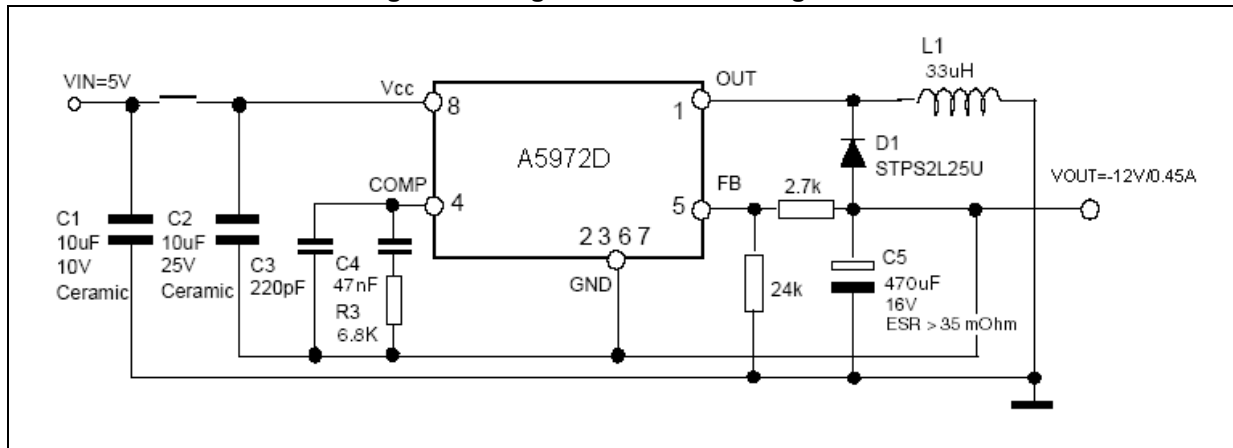 VIN=5V
Vcc
8
A5972D
OUT
1
L1
33uH
D1
STPS2L25U
COMP
4
FB
5
2.7k
VOUT=-12V/0.45A
2 3 6 7
GND
C1
10uF
10V
Ceramic
C2
10uF
25V
Ceramic
C3
220pF
C4
47nF
R3
6.8K
24k
C5
470uF
16V
ESR > 35 mOhm